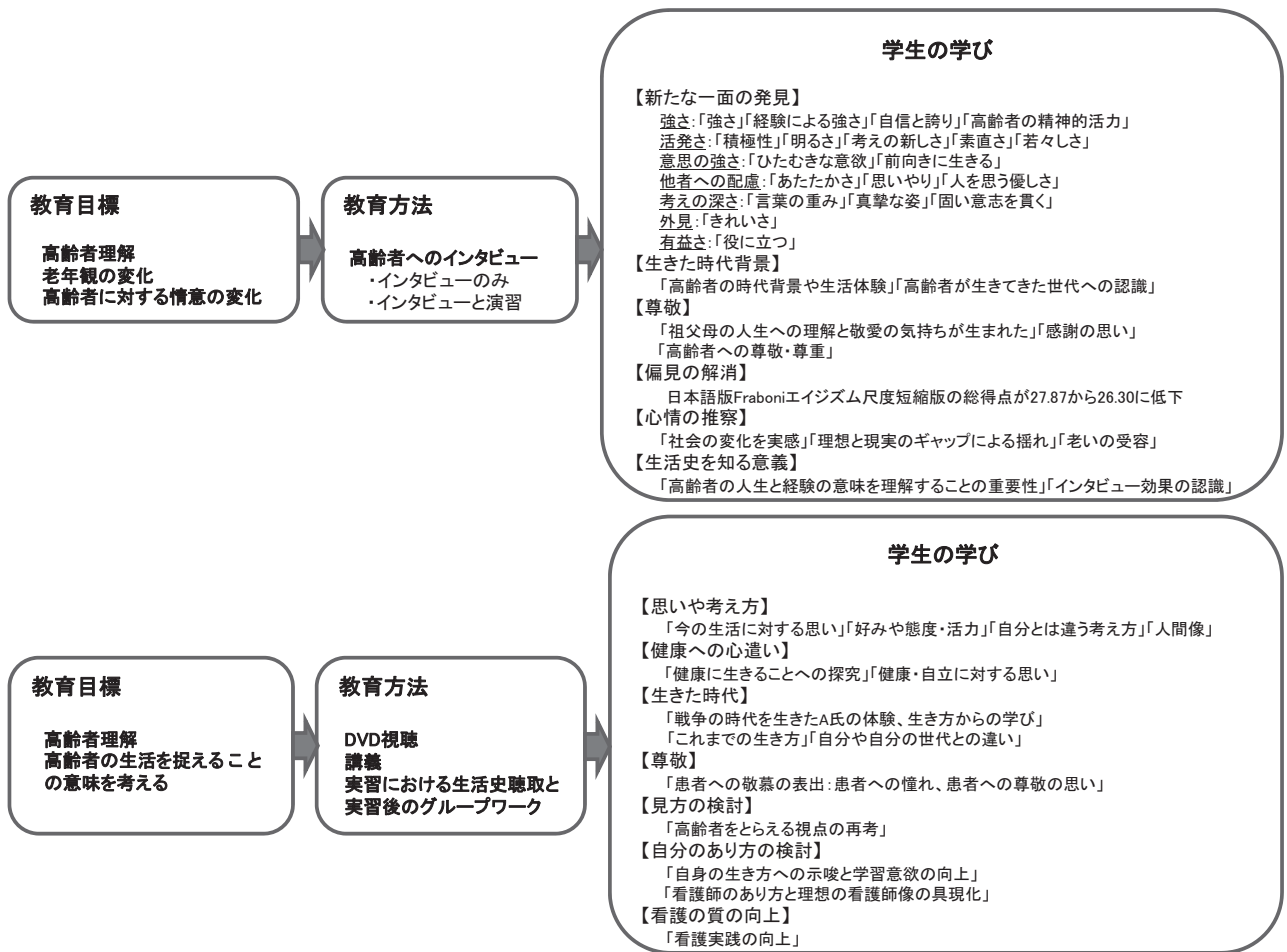 教育目標
高齢者理解
老年観の変化
高齢者に対する情意の変化
教育方法
高齢者へのインタビュー
・インタビューのみ
・インタビューと演習
学生の学び
【新たな一面の発見】
強さ:「強さ」「経験による強さ」「自信と誇り」「高齢者の精神的活力」
活発さ:「積極性」「明るさ」「考えの新しさ」「素直さ」「若々しさ」
意思の強さ:「ひたむきな意欲」「前向きに生きる」
他者への配慮:「あたたかさ」「思いやり」「人を思う優しさ」
考えの深さ:「言葉の重み」「真摯な姿」「固い意志を貫く」
外見:「きれいさ」
有益さ:「役に立つ」
【生きた時代背景】
「高齢者の時代背景や生活体験」「高齢者が生きてきた世代への認識」
【尊敬】
「祖父母の人生への理解と敬愛の気持ちが生まれた」「感謝の思い」
「高齢者への尊敬・尊重」
【偏見の解消】
日本語版Fraboniエイジズム尺度短縮版の総得点が27.87から26.30に低下
【心情の推察】
「社会の変化を実感」「理想と現実のギャップによる揺れ」「老いの受容」
【生活史を知る意義】
「高齢者の人生と経験の意味を理解することの重要性」「インタビュー効果の認識」
教育目標
高齢者理解
高齢者の生活を捉えること
の意味を考える
教育方法
DVD視聴
講義
実習における生活史聴取と
実習後のグループワーク
学生の学び
【思いや考え方】
「今の生活に対する思い」「好みや態度・活力」「自分とは違う考え方」「人間像」
【健康への心遣い】
「健康に生きることへの探究」「健康・自立に対する思い」
【生きた時代】
「戦争の時代を生きたA氏の体験、生き方からの学び」
「これまでの生き方」「自分や自分の世代との違い」
【尊敬】
「患者への敬慕の表出:患者への憧れ、患者への尊敬の思い」
【見方の検討】
「高齢者をとらえる視点の再考」
【自分のあり方の検討】
「自身の生き方への示唆と学習意欲の向上」
「看護師のあり方と理想の看護師像の具現化」
【看護の質の向上】
「看護実践の向上」